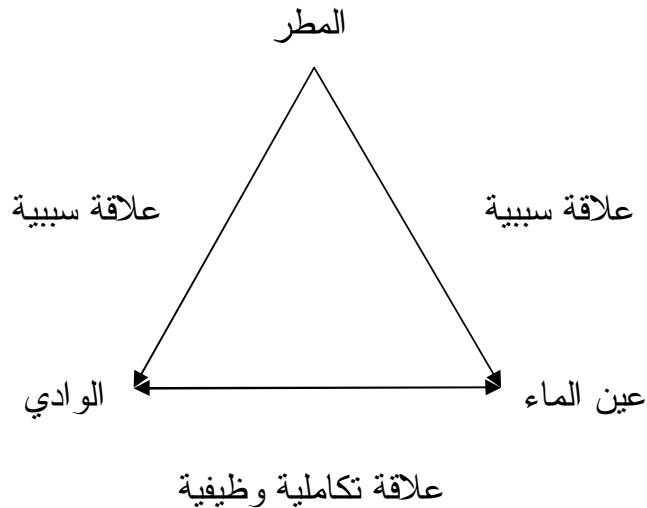 المطر
علاقة سببية
علاقة سببية
عين الماء
الوادي
علاقة تكاملية وظيفية